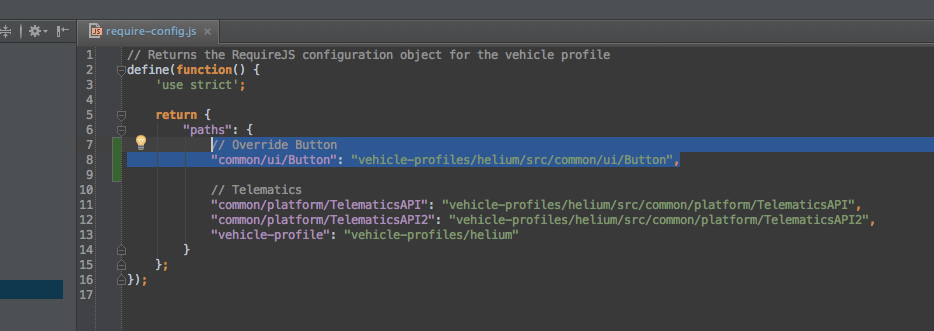 require-config.js
1 // Returns the RequireJS configuration object for the vehicle profile
2 define(function() {
3 'use strict';
4
5 return {
6 "paths": {
7 // Override Button
8 "common/ui/Button": "vehicle-profiles/helium/src/common/ui/Button",
9
10 // Telematics
11 "common/platform/TelematicsAPI": "vehicle-profiles/helium/src/common/platform/TelematicsAPI",
12 "common/platform/TelematicsAPI2": "vehicle-profiles/helium/src/common/platform/TelematicsAPI2",
13 "vehicle-profile": "vehicle-profiles/helium"
14 }
15 };
16 });
17